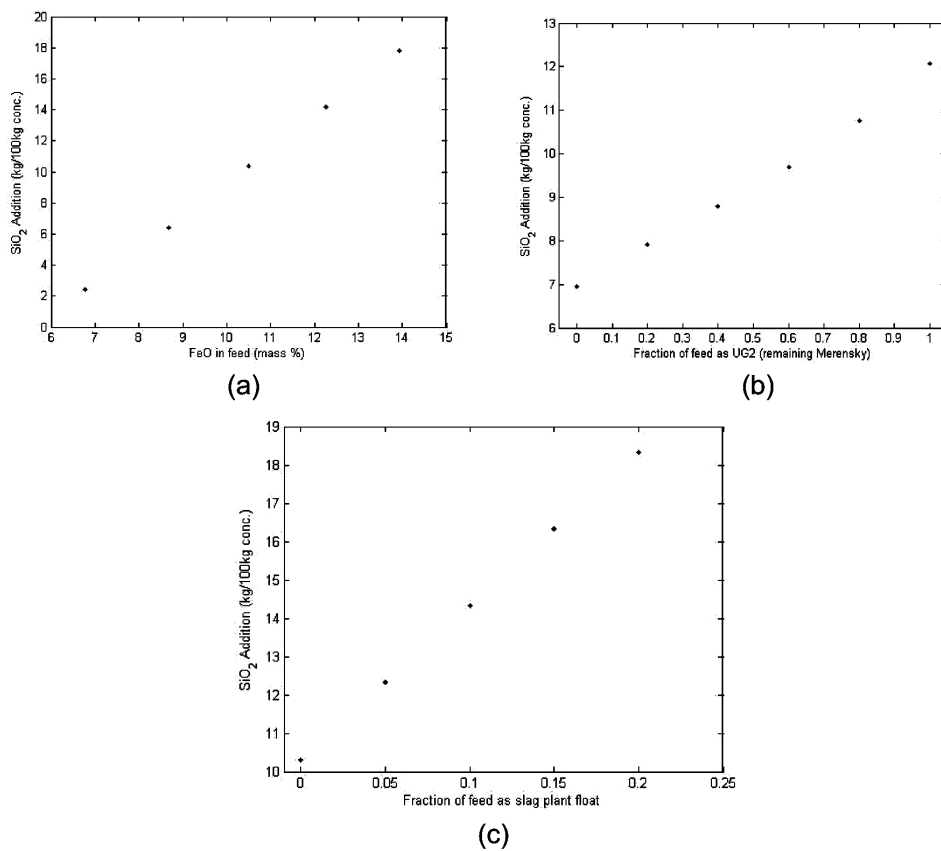 20
18
16
14
12
10
8
6
4
2
0
SiO2 Addition (kg/100kg conc.)
6 7 8 9 10 11 12 13 14 15
FeO in feed (mass %)
(a)
13
12
11
10
9
8
7
6
SiO2 Addition (kg/100kg conc.)
0 0.1 0.2 0.3 0.4 0.5 0.6 0.7 0.8 0.9 1
Fraction of feed as UG2 (remaining Merensky)
(b)
19
18
17
16
15
14
13
12
11
10
SiO2 Addition (kg/100kg conc.)
0 0.05 0.1 0.15 0.2 0.25
Fraction of feed as slag plant float
(c)